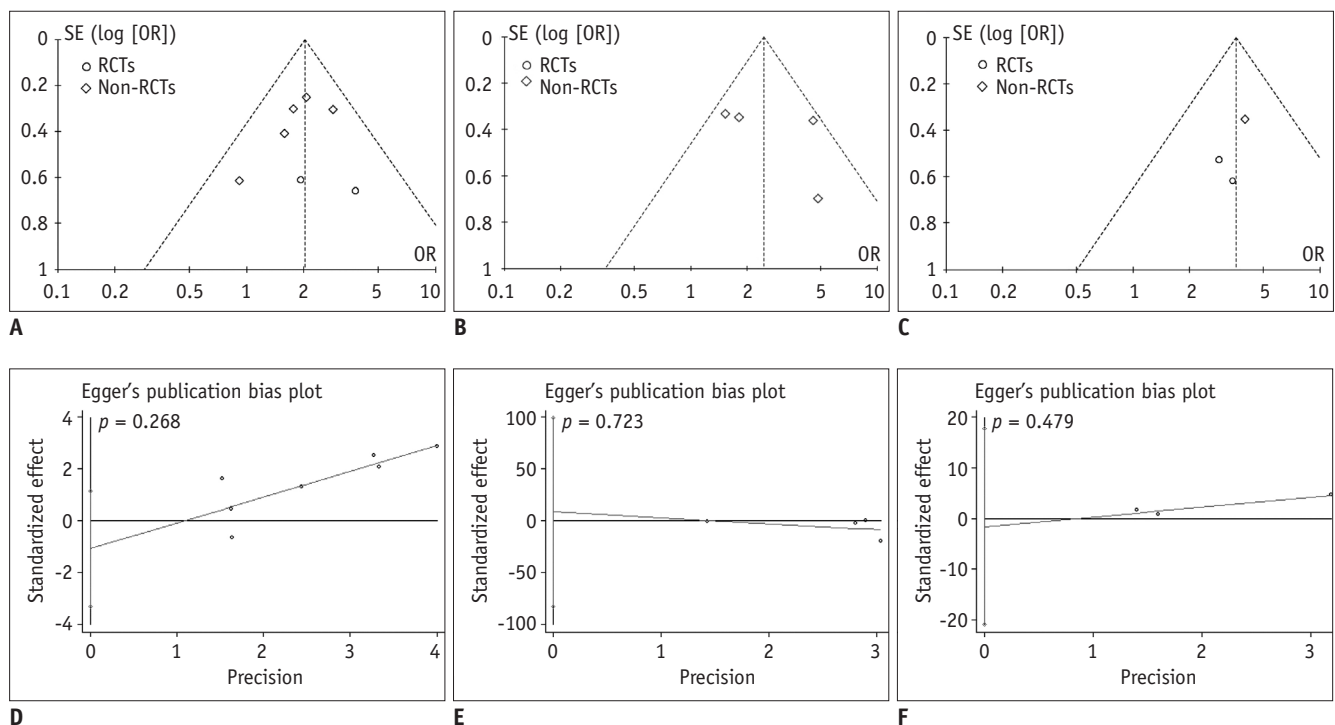 SE (log [OR])
RCTs
Non-RCTs
0
0.2
0.4
0.6
0.8
1
OR
0.1 0.2 0.5 1 2 5 10
A
SE (log [OR])
RCTs
Non-RCTs
0
0.2
0.4
0.6
0.8
1
OR
0.1 0.2 0.5 1 2 5 10
B
SE (log [OR])
RCTs
Non-RCTs
0
0.2
0.4
0.6
0.8
1
OR
0.1 0.2 0.5 1 2 5 10
C
Egger's publication bias plot
p = 0.268
Standardized effect
4
2
0
-2
-4
0 1 2 3 4
Precision
D
Egger's publication bias plot
p = 0.723
Standardized effect
100
50
0
-50
-100
0 1 2 3
Precision
E
Egger's publication bias plot
p = 0.479
Standardized effect
20
10
0
-10
-20
0 1 2 3
Precision
F